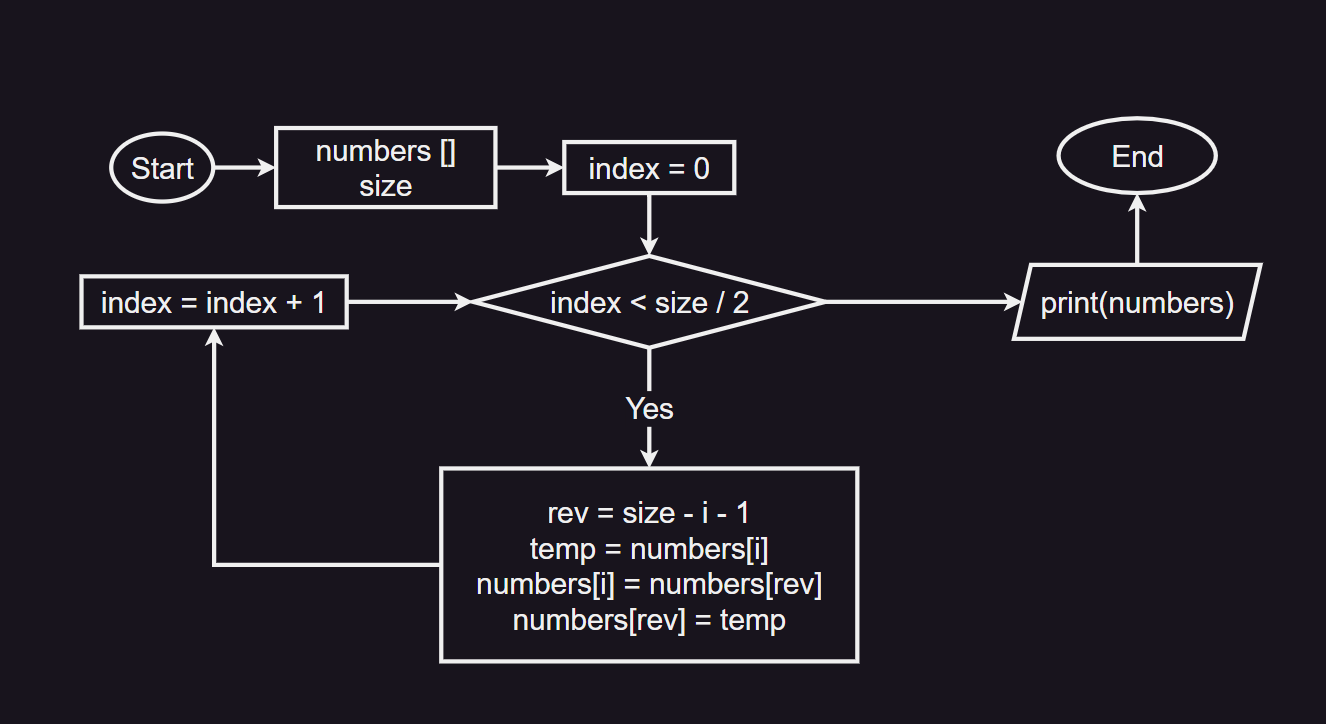 Start
numbers []
size
index = 0
End
index = index + 1
index < size / 2
print(numbers)
Yes
rev = size - i - 1
temp = numbers[i]
numbers[i] = numbers[rev]
numbers[rev] = temp